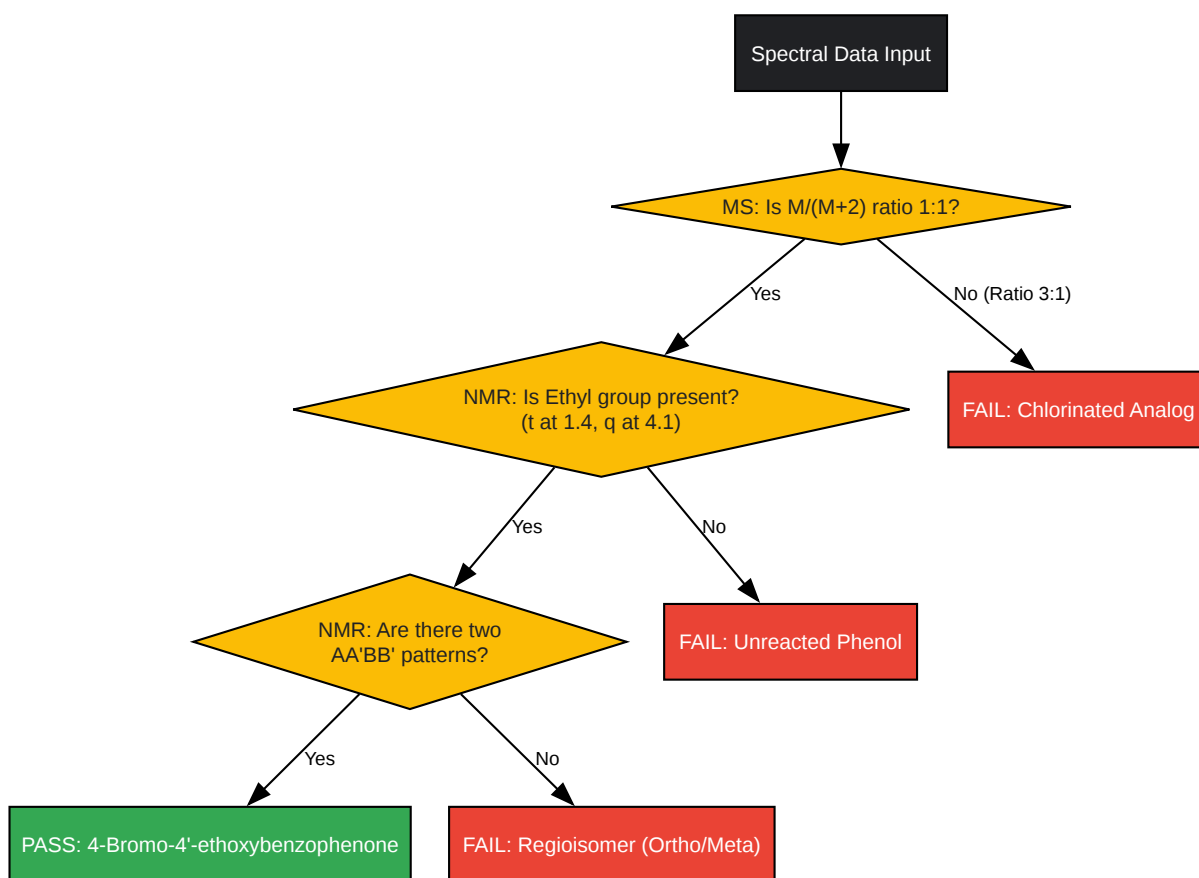 Spectral Data Input
MS: Is M/(M+2) ratio 1:1?
Yes
No (Ratio 3:1)
NMR: Is Ethyl group present?
(t at 1.4, q at 4.1)
FAIL: Chlorinated Analog
Yes
No
NMR: Are there two
AA'BB' patterns?
FAIL: Unreacted Phenol
Yes
No
PASS: 4-Bromo-4'-ethoxybenzophenone
FAIL: Regioisomer (Ortho/Meta)